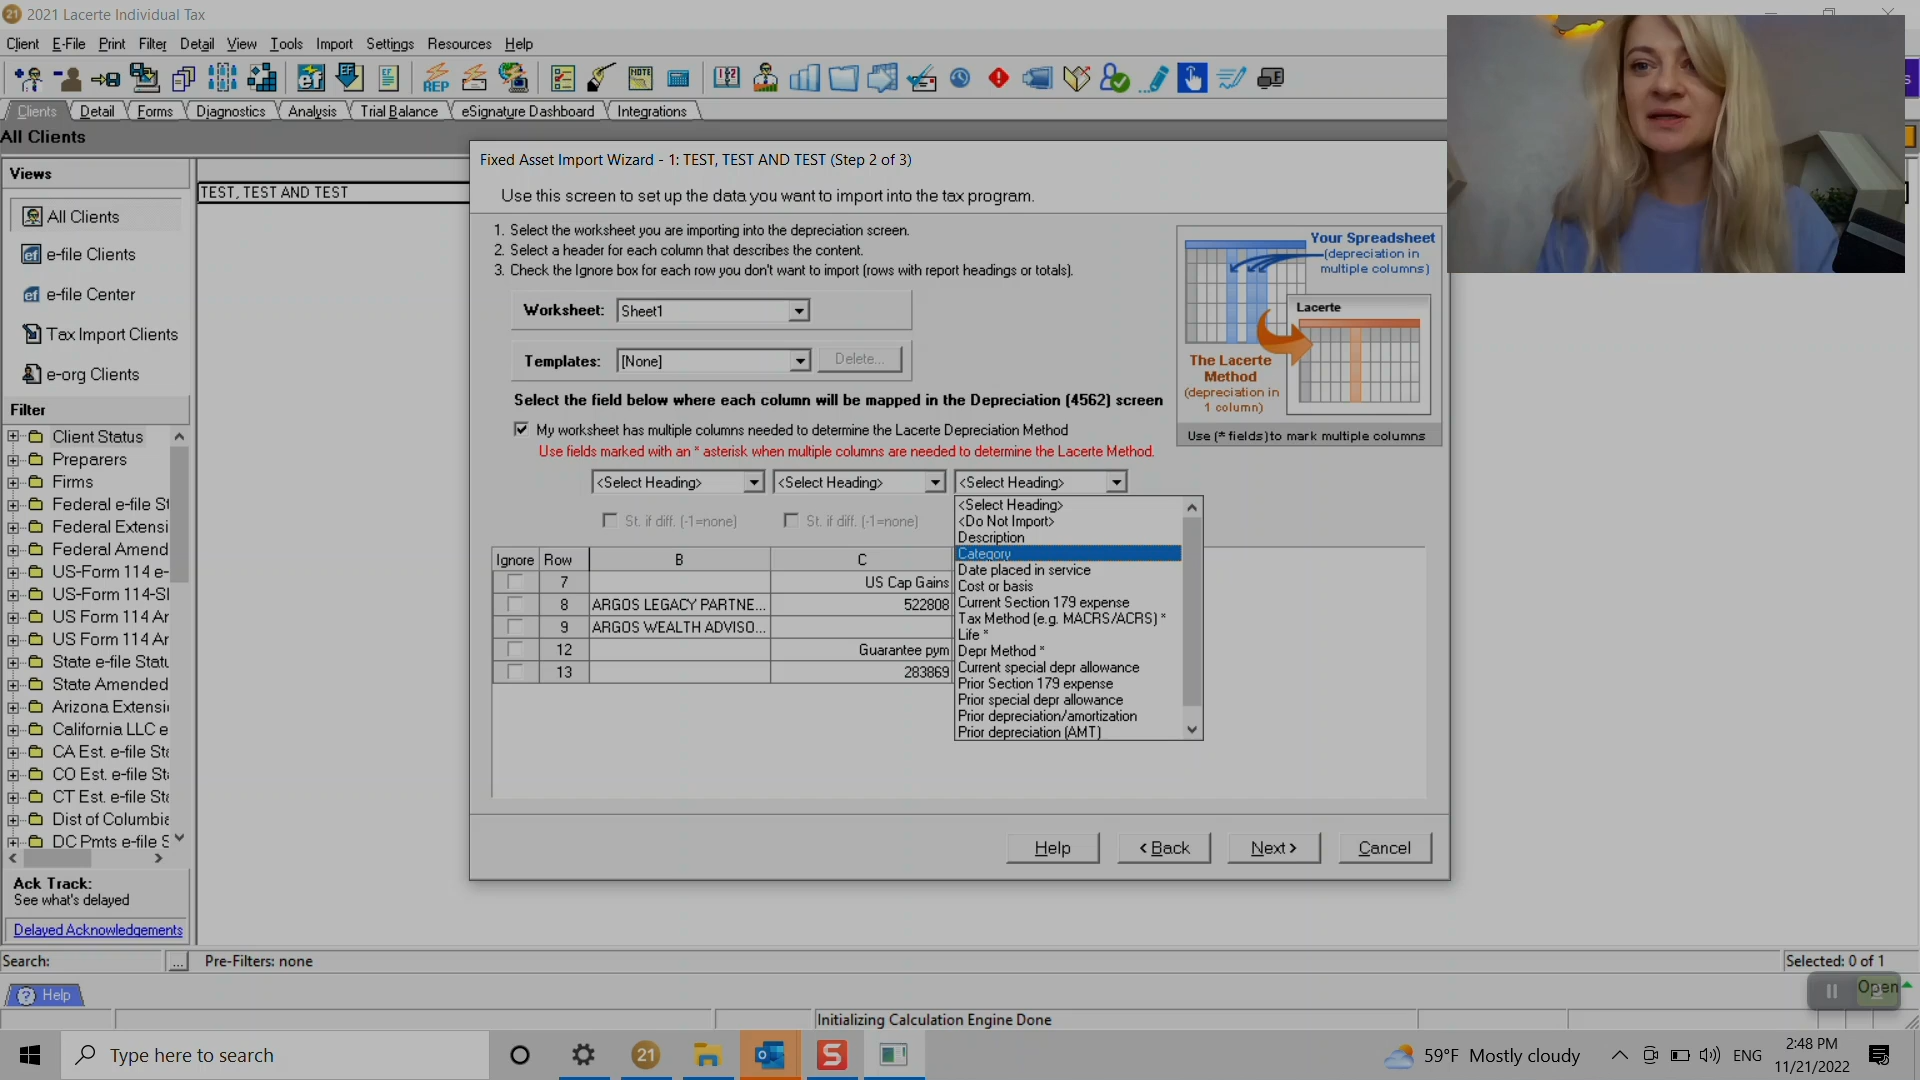 21 2021 Lacerte Individual Tax
Client E-File Print Filter Detail View Tools Import Settings Resources Help
REP NOTE
Clients Detail Forms Diagnostics Analysis Trial Balance eSignature Dashboard Integrations
All Clients
Views
All Clients
e-file Clients
e-file Center
Tax Import Clients
e-org Clients
Filter
Client Status
Preparers
Firms
Federal e-file St
Federal Extensi
Federal Amend
US-Form 114 e-
US-Form 114-SI
US Form 114 Ar
US Form 114 Ar
State e-file Statu
State Amended
Arizona Extensi
California LLC e
CA Est. e-file Sta
CO Est. e-file Sta
CT Est. e-file Sta
Dist of Columbia
DC Pmts e-file S
Ack Track:
See what's delayed
Delayed Acknowledgements
TEST, TEST AND TEST
Fixed Asset Import Wizard - 1: TEST, TEST AND TEST (Step 2 of 3)
Use this screen to set up the data you want to import into the tax program.
1. Select the worksheet you are importing into the depreciation screen.
2. Select a header for each column that describes the content.
3. Check the Ignore box for each row you don't want to import (rows with report headings or totals).
Worksheet: Sheet1
Templates: [None] Delete...
Your Spreadsheet
(depreciation in
multiple columns)
Lacerte
The Lacerte
Method
(depreciation in
1 column)
Use (* fields) to mark multiple columns
Select the field below where each column will be mapped in the Depreciation (4562) screen
My worksheet has multiple columns needed to determine the Lacerte Depreciation Method
Use fields marked with an * asterisk when multiple columns are needed to determine the Lacerte Method.
<Select Heading> <Select Heading> <Select Heading>
St. if diff. (-1=none) St. if diff. (-1=none)
<Select Heading>
<Do Not Import>
Description
Category
Date placed in service
Cost or basis
Current Section 179 expense
Tax Method (e.g. MACRS/ACRS) *
Life *
Depr Method *
Current special depr allowance
Prior Section 179 expense
Prior special depr allowance
Prior depreciation/amortization
Prior depreciation (AMT)
Ignore Row B C
7 US Cap Gains
8 ARGOS LEGACY PARTNE... 522808
9 ARGOS WEALTH ADVISO...
12 Guarantee pym
13 283869
Help < Back Next > Cancel
Search: ... Pre-Filters: none Selected: 0 of 1
Help
Open
Initializing Calculation Engine Done
Type here to search
21
59°F Mostly cloudy ENG 2:48 PM
11/21/2022